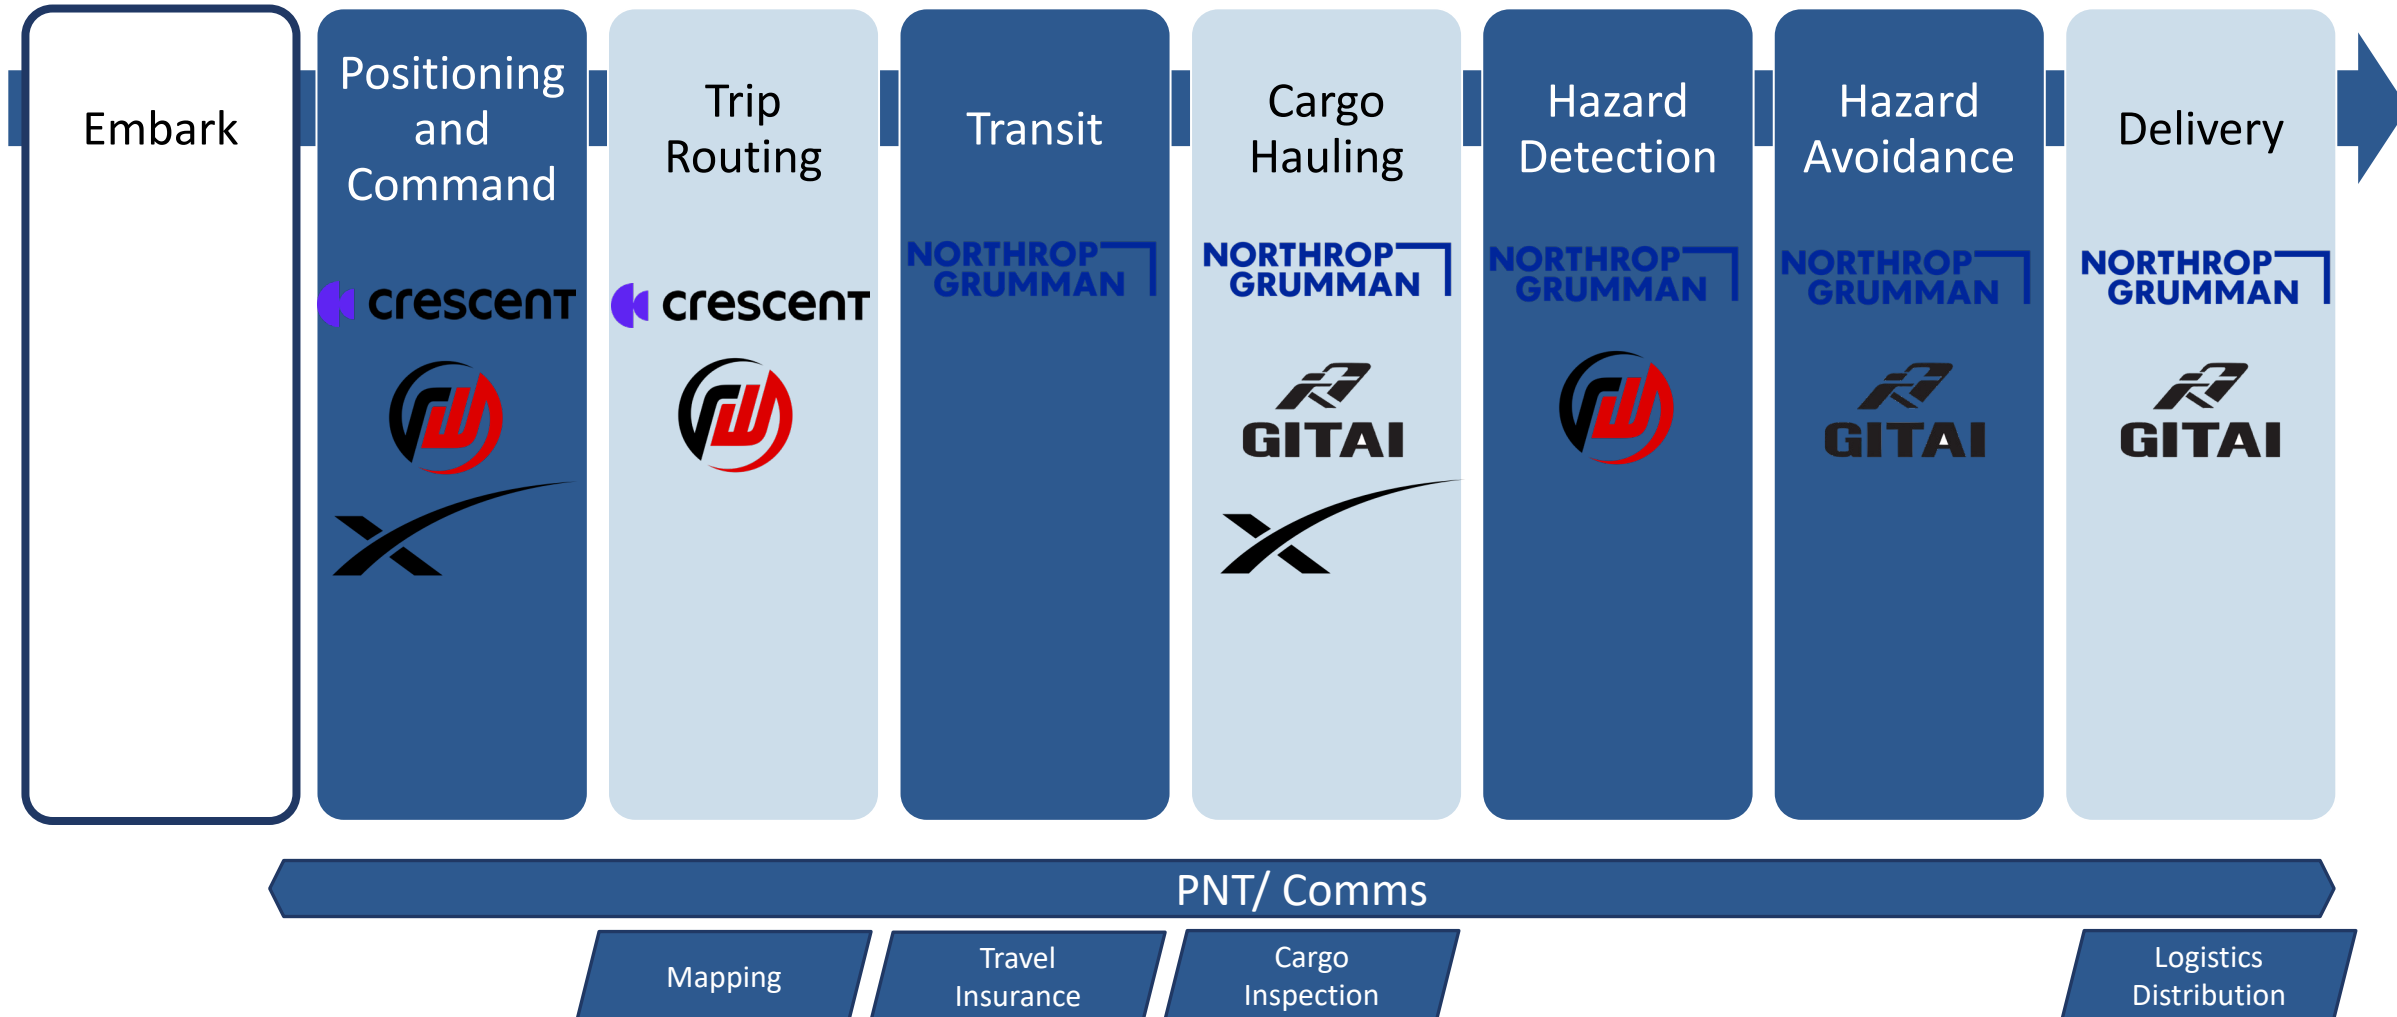 Embark
Positioning
and
Command
crescent
Trip
Routing
crescent
Transit
NORTHROP
GRUMMAN
Cargo
Hauling
NORTHROP
GRUMMAN
GITAI
Hazard
Detection
NORTHROP
GRUMMAN
Hazard
Avoidance
NORTHROP
GRUMMAN
GITAI
Delivery
NORTHROP
GRUMMAN
GITAI
PNT/ Comms
Mapping
Travel
Insurance
Cargo
Inspection
Logistics
Distribution